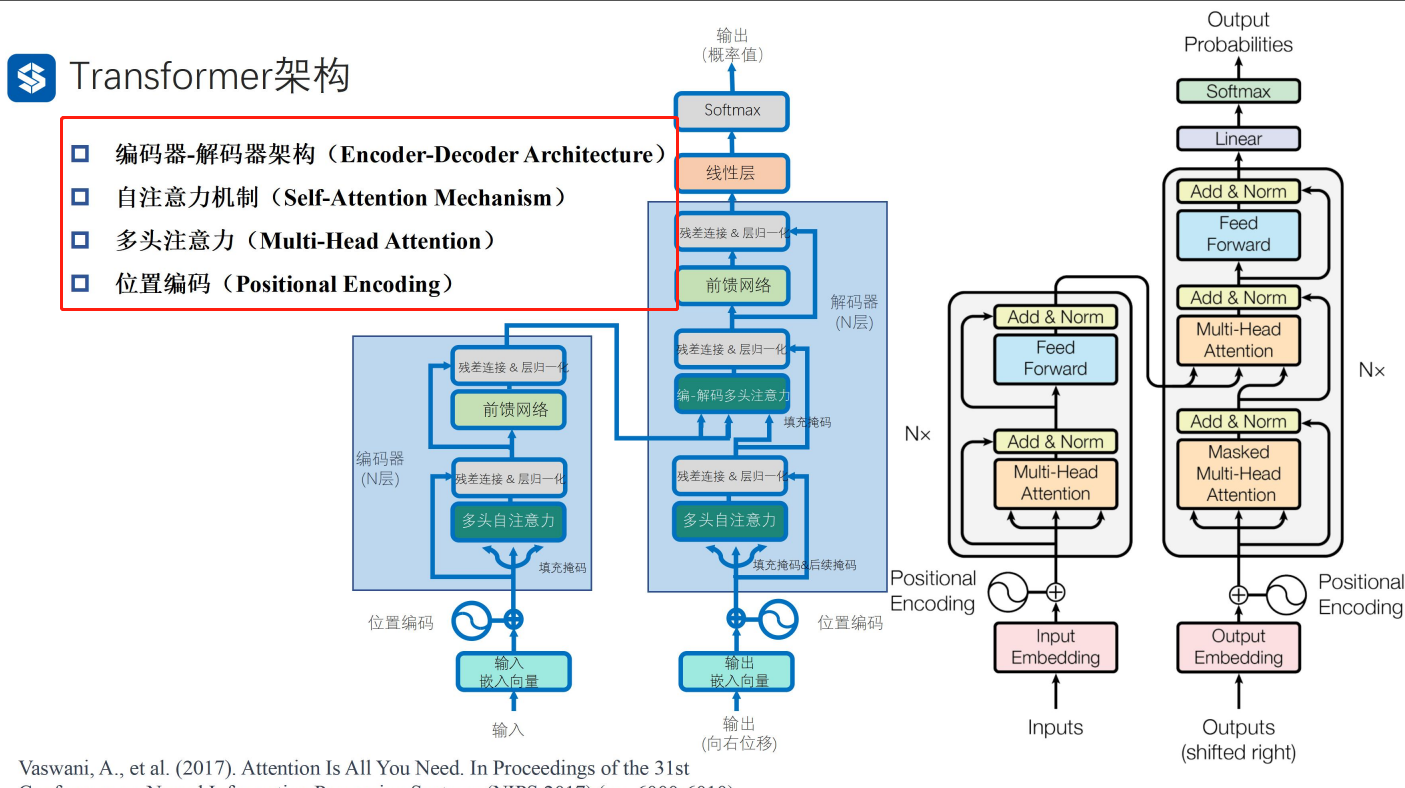 Transformer架构
编码器-解码器架构（Encoder-Decoder Architecture）
自注意力机制（Self-Attention Mechanism）
多头注意力（Multi-Head Attention）
位置编码（Positional Encoding）
输出
(概率值)
Softmax
线性层
残差连接 & 层归一化
前馈网络
解码器
(N层)
残差连接 & 层归一化
编-解码多头注意力
填充掩码
残差连接 & 层归一化
多头自注意力
填充掩码&后续掩码
位置编码
输出
嵌入向量
输出
(向右位移)
残差连接 & 层归一化
前馈网络
编码器
(N层)
残差连接 & 层归一化
多头自注意力
填充掩码
位置编码
输入
嵌入向量
输入
Output
Probabilities
Softmax
Linear
Add & Norm
Feed
Forward
Add & Norm
Multi-Head
Attention
N×
Add & Norm
Masked
Multi-Head
Attention
Positional
Encoding
Output
Embedding
Outputs
(shifted right)
Add & Norm
Feed
Forward
N×
Add & Norm
Multi-Head
Attention
Positional
Encoding
Input
Embedding
Inputs
Vaswani, A., et al. (2017). Attention Is All You Need. In Proceedings of the 31st